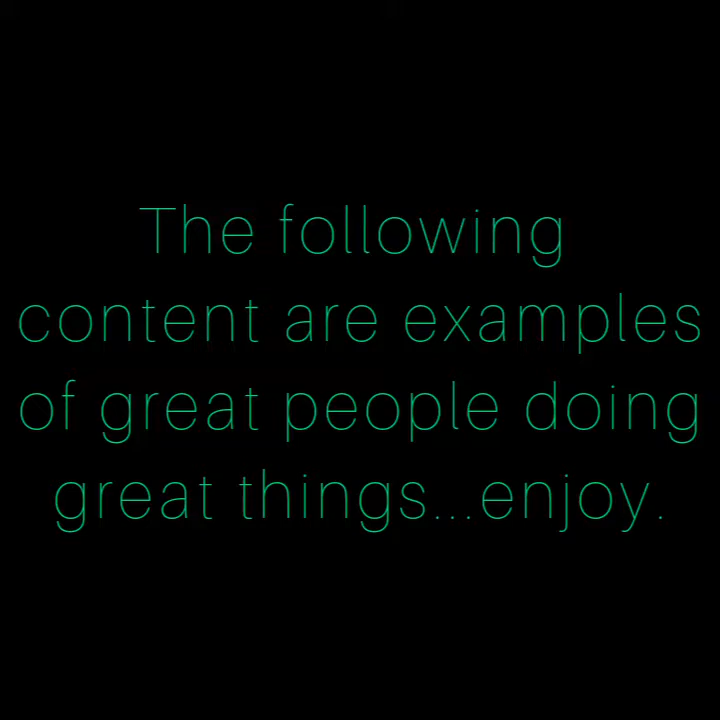 The following
content are examples
of great people doing
great things...enjoy.